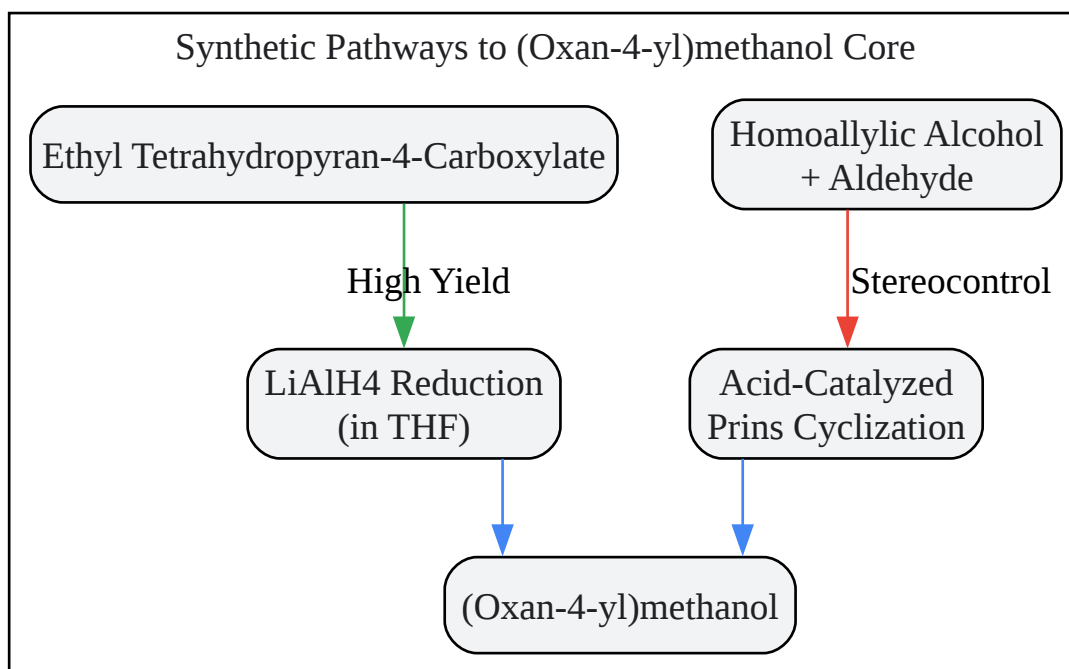 Synthetic Pathways to (Oxan-4-yl)methanol Core
Ethyl Tetrahydropyran-4-Carboxylate
Homoallylic Alcohol
+ Aldehyde
High Yield
Stereocontrol
LiAlH4 Reduction
(in THF)
Acid-Catalyzed
Prins Cyclization
(Oxan-4-yl)methanol